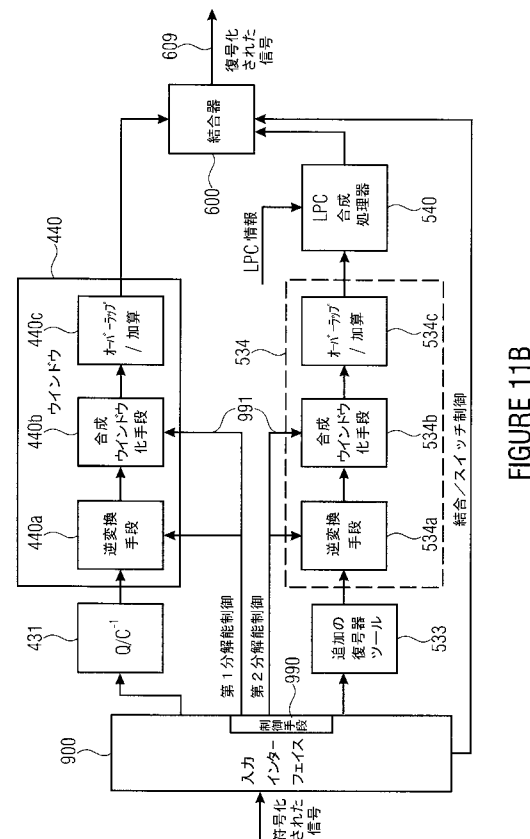 440
ウインドウ
440a
440b
440c
431
Q/C⁻¹
逆変換
手段
合成
ウインドウ
化手段
オーバーラップ
/ 加算
結合器
600
609
復号化
された
信号
900
第1分解能制御
第2分解能制御
991
990
制御手段
入力
インター
フェイス
符号化
された
信号
534
LPC 情報
追加の
復号器
ツール
533
逆変換
手段
534a
合成
ウインドウ
化手段
534b
オーバーラップ
/ 加算
534c
LPC
合成
処理器
540
結合／スイッチ制御
FIGURE 11B